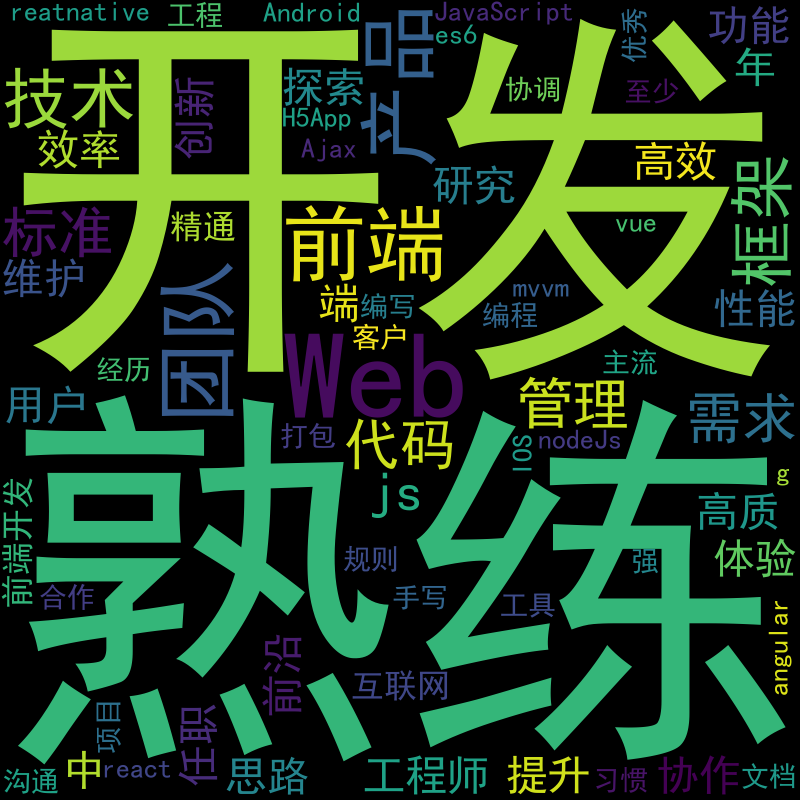 reatnative
工程
Android
JavaScript
es6
优秀
功能
开发
产品
技术
创新
探索
协调
年
至少
H5App
效率
Ajax
高效
研究
框架
标准
精通
前端
vue
维护
团队
端
编写
mvvm
编程
性能
客户
经历
Web
主流
用户
管理
需求
打包
代码
IOS
nodeJs
熟练
js
g
前端开发
高质
规则
强
体验
合作
手写
工具
angular
前沿
互联网
项目
任职
沟通
中
react
思路
工程师
提升
习惯
协作
文档